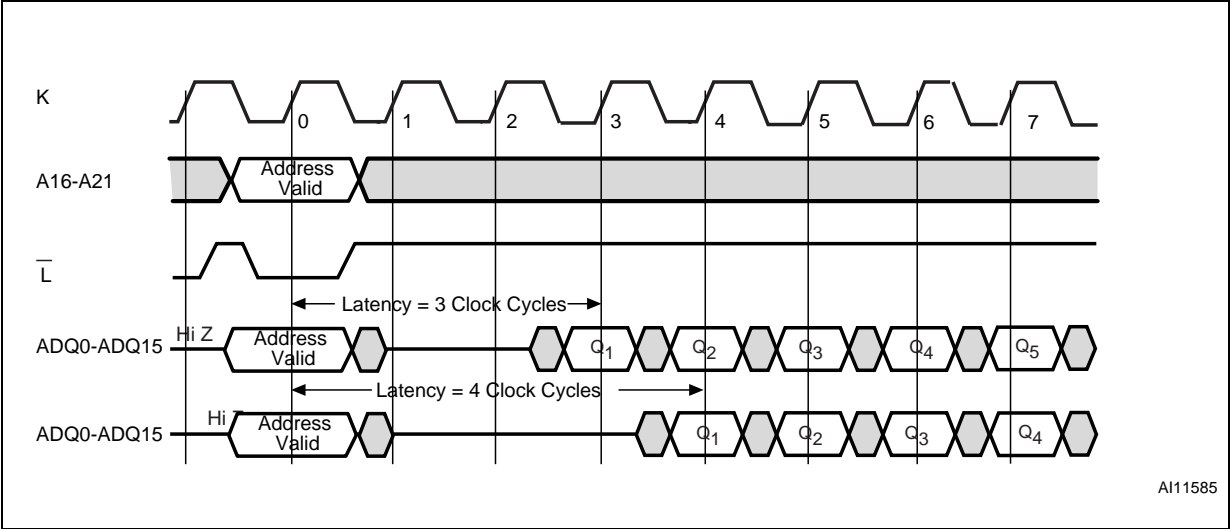 K
0 1 2 3 4 5 6 7
A16-A21
Address
Valid
L
Latency = 3 Clock Cycles
ADQ0-ADQ15
Hi Z
Address
Valid
Q1 Q2 Q3 Q4 Q5
Latency = 4 Clock Cycles
ADQ0-ADQ15
Hi Z
Address
Valid
Q1 Q2 Q3 Q4
AI11585